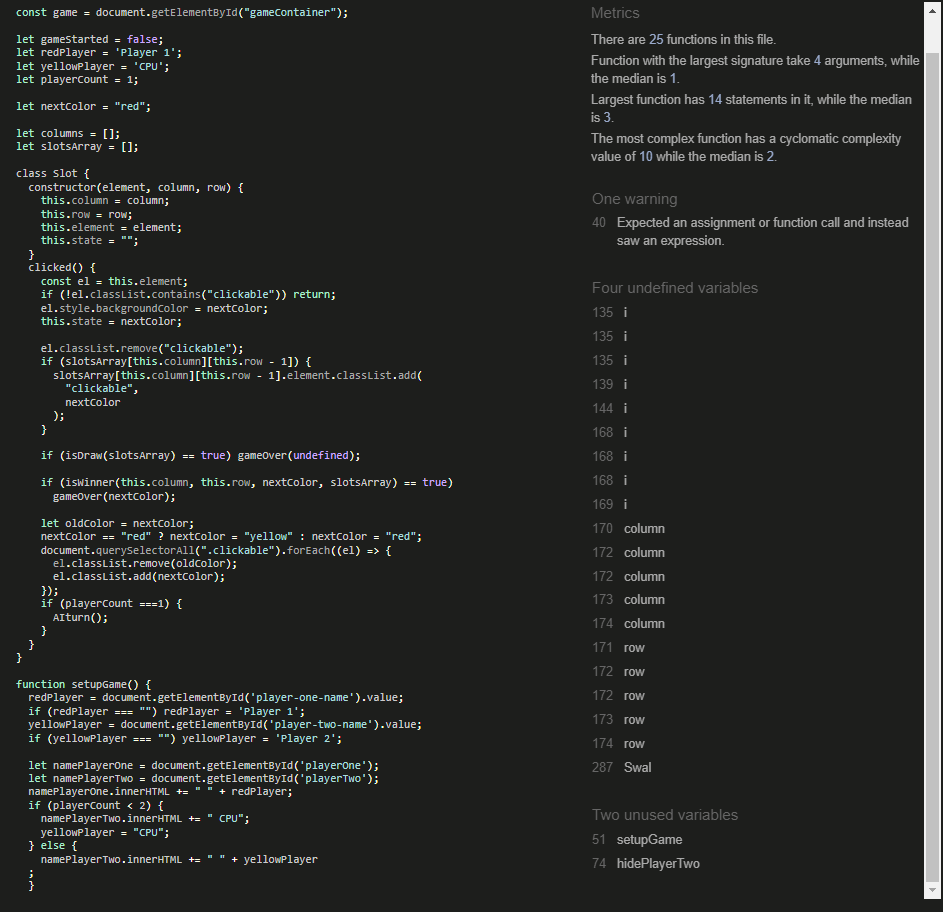 const game = document.getElementById("gameContainer");
let gameStarted = false;
let redPlayer = 'Player 1';
let yellowPlayer = 'CPU';
let playerCount = 1;
let nextColor = "red";
let columns = [];
let slotsArray = [];
class Slot {
constructor(element, column, row) {
this.column = column;
this.row = row;
this.element = element;
this.state = "";
}
clicked() {
const el = this.element;
if (!el.classList.contains("clickable")) return;
el.style.backgroundColor = nextColor;
this.state = nextColor;
el.classList.remove("clickable");
if (slotsArray[this.column][this.row - 1]) {
slotsArray[this.column][this.row - 1].element.classList.add(
"clickable",
nextColor
);
}
if (isDraw(slotsArray) == true) gameOver(undefined);
if (isWinner(this.column, this.row, nextColor, slotsArray) == true)
gameOver(nextColor);
let oldColor = nextColor;
nextColor == "red" ? nextColor = "yellow" : nextColor = "red";
document.querySelectorAll(".clickable").forEach((el) => {
el.classList.remove(oldColor);
el.classList.add(nextColor);
});
if (playerCount ===1) {
AIturn();
}
}
}
function setupGame() {
redPlayer = document.getElementById('player-one-name').value;
if (redPlayer === "") redPlayer = 'Player 1';
yellowPlayer = document.getElementById('player-two-name').value;
if (yellowPlayer === "") yellowPlayer = 'Player 2';
let namePlayerOne = document.getElementById('playerOne');
let namePlayerTwo = document.getElementById('playerTwo');
namePlayerOne.innerHTML += " " + redPlayer;
if (playerCount < 2) {
namePlayerTwo.innerHTML += " CPU";
yellowPlayer = "CPU";
} else {
namePlayerTwo.innerHTML += " " + yellowPlayer
;
}
Metrics
There are 25 functions in this file.
Function with the largest signature take 4 arguments, while
the median is 1.
Largest function has 14 statements in it, while the median
is 3.
The most complex function has a cyclomatic complexity
value of 10 while the median is 2.
One warning
40 Expected an assignment or function call and instead
saw an expression.
Four undefined variables
135 i
135 i
135 i
139 i
144 i
168 i
168 i
168 i
169 i
170 column
172 column
172 column
173 column
174 column
171 row
172 row
172 row
173 row
174 row
287 Swal
Two unused variables
51 setupGame
74 hidePlayerTwo